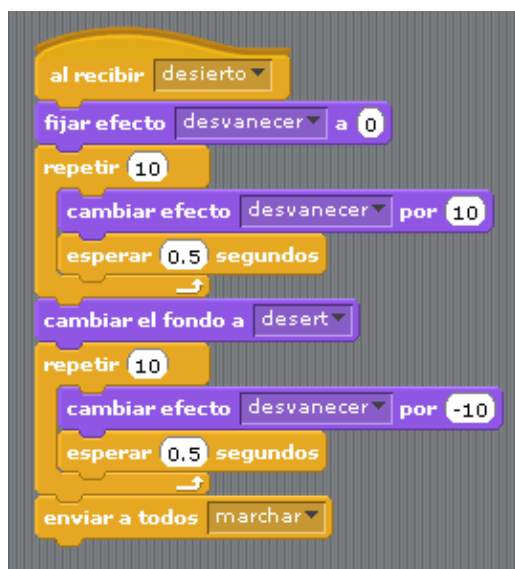 al recibir desierto
fijar efecto desvanecer a 0
repetir 10
cambiar efecto desvanecer por 10
esperar 0.5 segundos
cambiar el fondo a desert
repetir 10
cambiar efecto desvanecer por -10
esperar 0.5 segundos
enviar a todos marchar